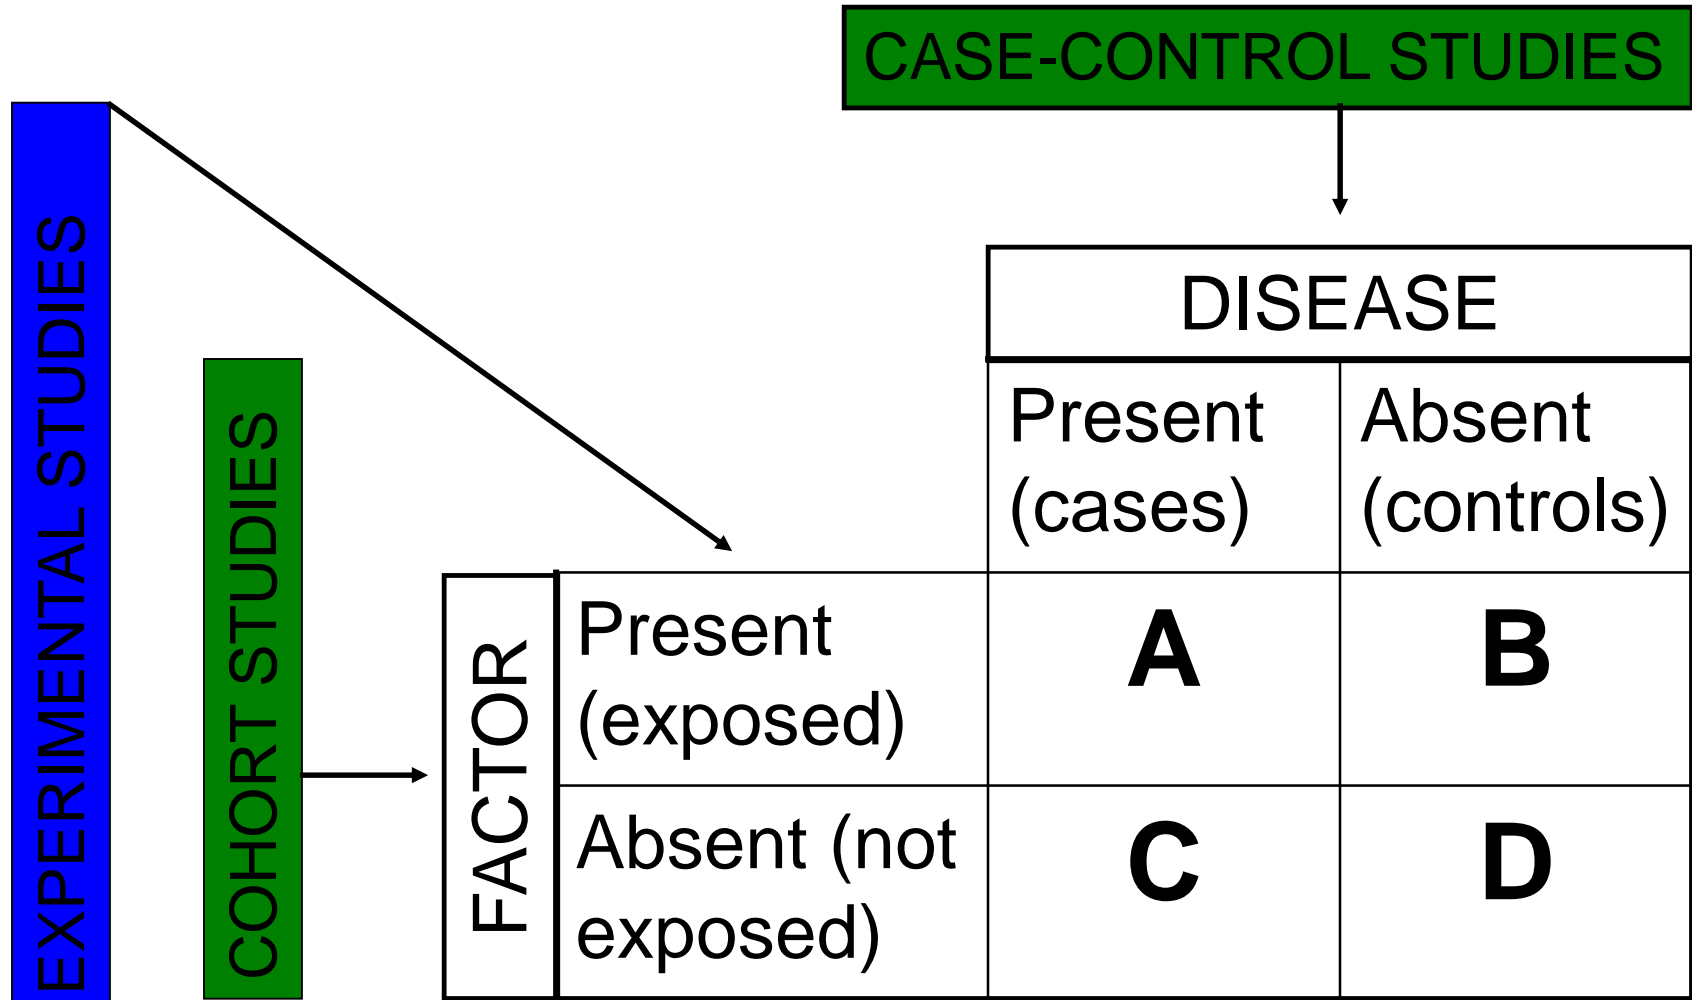 CASE-CONTROL STUDIES
EXPERIMENTAL STUDIES
COHORT STUDIES
DISEASE
Present
(cases)
Absent
(controls)
FACTOR
Present
(exposed)
A
B
Absent (not
exposed)
C
D